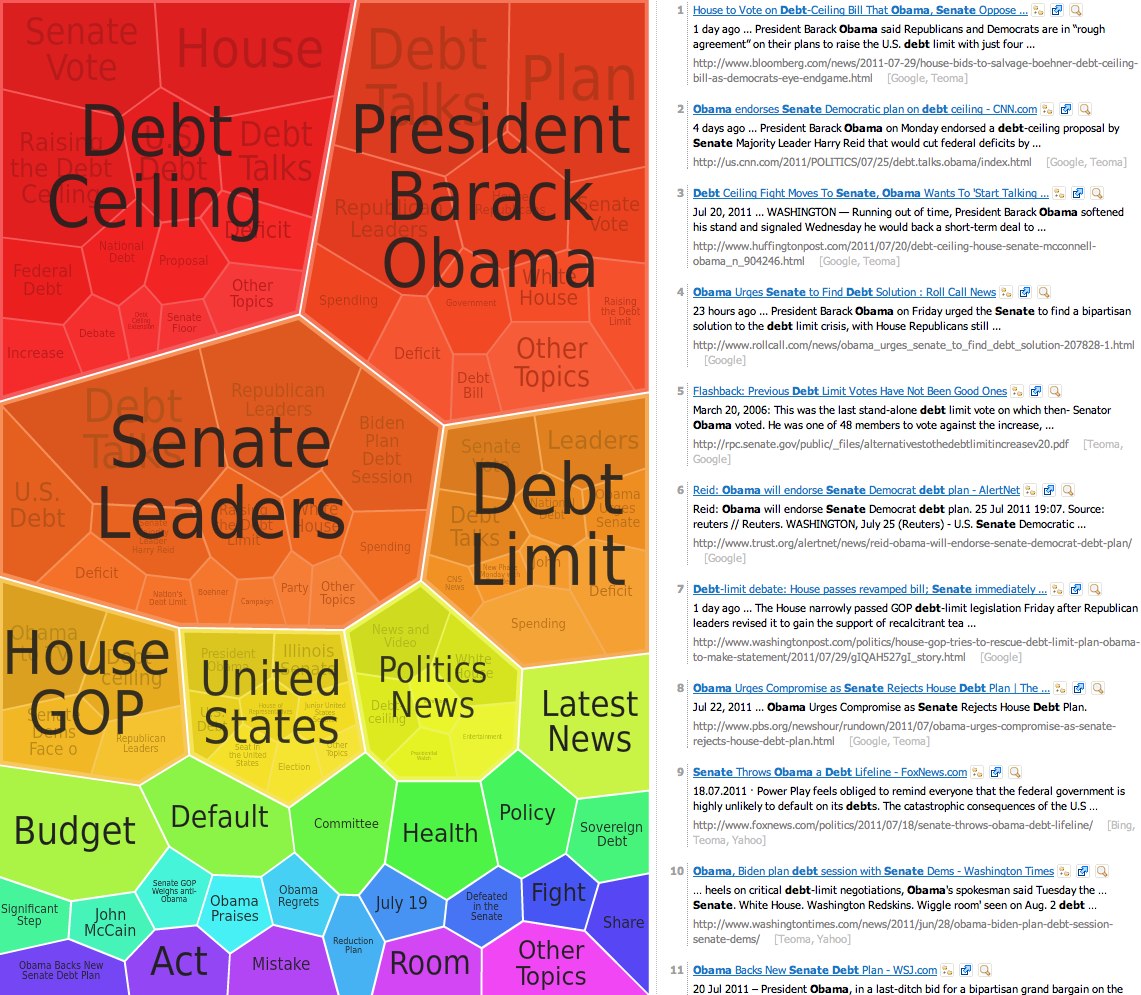 Senate
Vote
House
Debt
Ceiling
Raising
the Debt
Ceiling
U.S.
Debt
Debt
Talks
Deficit
National
Debt
Proposal
Federal
Debt
Other
Topics
Debate
Senate
Floor
Increase
Debt
Talks
Plan
President
Barack
Obama
Republican
Leaders
Republicans
Senate
Vote
White
House
Spending
Government
Raising
the Debt
Limit
Deficit
Debt
Bill
Other
Topics
Debt
Talks
Republican
Leaders
Senate
Leaders
Biden
Plan
Debt
Session
U.S.
Debt
Senate
Leader
Harry Reid
Raising
the Debt
Limit
White
House
Spending
Deficit
Nation's
Debt Limit
Boehner
Campaign
Party
Other
Topics
Senate
Vote
Leaders
Debt
Limit
Debt
Talks
National
Debt
Obama
Urges
Senate
CNS
News
John
Deficit
Spending
House
GOP
Debt
ceiling
Senate
Dems
Face o
Republican
Leaders
President
Obama
Illinois
Senate
United
States
U.S.
Seat in
the United
States
Election
Other
Topics
News and
Video
White
House
Politics
News
Debt
ceiling
Entertainment
Latest
News
Budget
Default
Committee
Health
Policy
Sovereign
Debt
Significant
Step
John
McCain
Senate GOP
Weighs anti-
Obama
Obama
Praises
Obama
Regrets
July 19
Defeated
in the
Senate
Fight
Share
Obama Backs New
Senate Debt Plan
Act
Mistake
Reduction
Plan
Room
Other
Topics
1 House to Vote on Debt-Ceiling Bill That Obama, Senate Oppose ...
1 day ago ... President Barack Obama said Republicans and Democrats are in “rough
agreement” on their plans to raise the U.S. debt limit with just four ...
http://www.bloomberg.com/news/2011-07-29/house-bids-to-salvage-boehner-debt-ceiling-
bill-as-democrats-eye-endgame.html [Google, Teoma]
2 Obama endorses Senate Democratic plan on debt ceiling - CNN.com
4 days ago ... President Barack Obama on Monday endorsed a debt-ceiling proposal by
Senate Majority Leader Harry Reid that would cut federal deficits by ...
http://us.cnn.com/2011/POLITICS/07/25/debt.talks.obama/index.html [Google, Teoma]
3 Debt Ceiling Fight Moves To Senate, Obama Wants To 'Start Talking ...
Jul 20, 2011 ... WASHINGTON — Running out of time, President Barack Obama softened
his stand and signaled Wednesday he would back a short-term deal to ...
http://www.huffingtonpost.com/2011/07/20/debt-ceiling-house-senate-mcconnell-
obama_n_904246.html [Google, Teoma]
4 Obama Urges Senate to Find Debt Solution : Roll Call News
23 hours ago ... President Barack Obama on Friday urged the Senate to find a bipartisan
solution to the debt limit crisis, with House Republicans still ...
http://www.rollcall.com/news/obama_urges_senate_to_find_debt_solution-207828-1.html
[Google]
5 Flashback: Previous Debt Limit Votes Have Not Been Good Ones
March 20, 2006: This was the last stand-alone debt limit vote on which then- Senator
Obama voted. He was one of 48 members to vote against the increase, ...
http://rpc.senate.gov/public/_files/alternativestothedebtlimitincreasev20.pdf [Teoma,
Google]
6 Reid: Obama will endorse Senate Democrat debt plan - AlertNet
Reid: Obama will endorse Senate Democrat debt plan. 25 Jul 2011 19:07. Source:
reuters // Reuters. WASHINGTON, July 25 (Reuters) - U.S. Senate Democratic ...
http://www.trust.org/alertnet/news/reid-obama-will-endorse-senate-democrat-debt-plan/
[Google]
7 Debt-limit debate: House passes revamped bill; Senate immediately ...
1 day ago ... The House narrowly passed GOP debt-limit legislation Friday after Republican
leaders revised it to gain the support of recalcitrant tea ...
http://www.washingtonpost.com/politics/house-gop-tries-to-rescue-debt-limit-plan-obama-
to-make-statement/2011/07/29/gIQAH527gI_story.html [Google]
8 Obama Urges Compromise as Senate Rejects House Debt Plan | The ...
Jul 22, 2011 ... Obama Urges Compromise as Senate Rejects House Debt Plan.
http://www.pbs.org/newshour/rundown/2011/07/obama-urges-compromise-as-senate-
rejects-house-debt-plan.html [Google, Teoma]
9 Senate Throws Obama a Debt Lifeline - FoxNews.com
18.07.2011 · Power Play feels obliged to remind everyone that the federal government is
highly unlikely to default on its debts. The catastrophic consequences of the U.S ...
http://www.foxnews.com/politics/2011/07/18/senate-throws-obama-debt-lifeline/ [Bing,
Teoma, Yahoo]
10 Obama, Biden plan debt session with Senate Dems - Washington Times
... heels on critical debt-limit negotiations, Obama's spokesman said Tuesday the ...
Senate. White House. Washington Redskins. Wiggle room' seen on Aug. 2 debt ...
http://www.washingtontimes.com/news/2011/jun/28/obama-biden-plan-debt-session-
senate-dems/ [Teoma, Yahoo]
11 Obama Backs New Senate Debt Plan - WSJ.com
20 Jul 2011 – President Obama, in a last-ditch bid for a bipartisan grand bargain on the